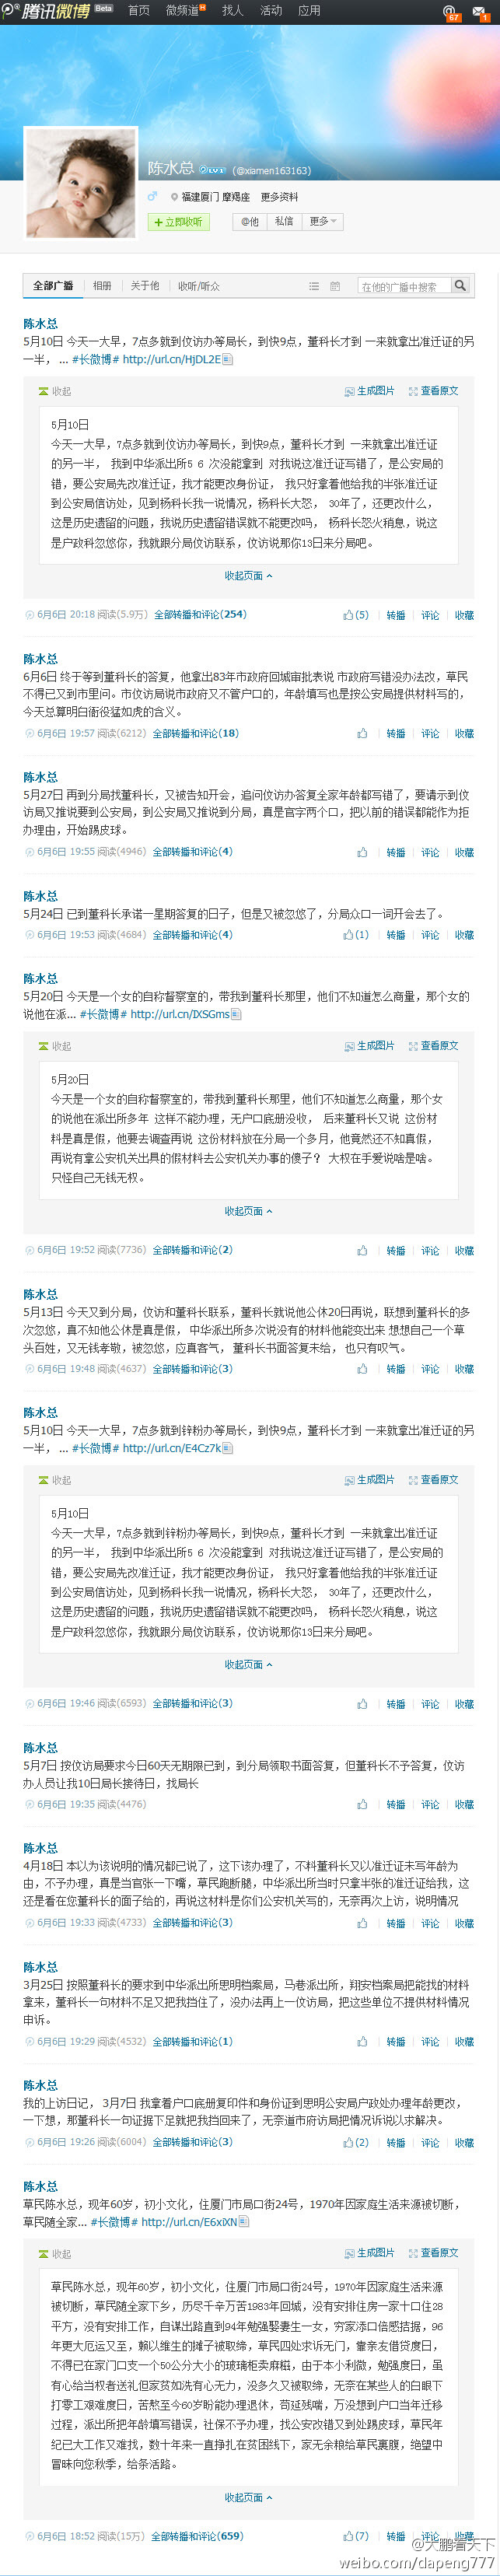 腾讯微博 Beta 首页 微频道 找人 活动 应用 @ 67 1
陈水总 (@xiamen163163)
福建厦门 摩羯座 更多资料
+立即收听 @他 私信 更多
全部广播 相册 关于他 收听/听众 在他的广播中搜索
陈水总
5月10日 今天一大早，7点多就到仪访办等局长，到快9点，董科长才到 一来就拿出准迁证的另
一半， ... #长微博# http://url.cn/HjDL2E
收起 生成图片 查看原文
5月10日
今天一大早，7点多就到仪访办等局长，到快9点，董科长才到 一来就拿出准迁证
的另一半， 我到中华派出所5 6 次没能拿到 对我说这准迁证写错了，是公安局的
错，要公安局先改准迁证，我才能更改身份证， 我只好拿着他给我的半张准迁证
到公安局信访处，见到杨科长我一说情况，杨科长大怒， 30年了，还更改什么，
这是历史遗留的问题，我说历史遗留错误就不能更改吗， 杨科长怒火稍息，说这
是户政科忽悠你，我就跟分局仪访联系，仪访说那你13日来分局吧。
收起页面
6月6日 20:18 阅读(5.9万) 全部转播和评论(254) (5) 转播 评论 收藏
陈水总
6月6日 终于等到董科长的答复，他拿出83年市政府回城审批表说 市政府写错没办法改，草民
不得已又到市里问。市仪访局说市政府又不管户口的，年龄填写也是按公安局提供材料写的，
今天总算明白衙役猛如虎的含义。
6月6日 19:57 阅读(6212) 全部转播和评论(18) 转播 评论 收藏
陈水总
5月27日 再到分局找董科长，又被告知开会，追问仪访办答复全家年龄都写错了，要请示到仪
访局又推说要到公安局，到公安局又推说到分局，真是官字两个口，把以前的错误都能作为拒
办理由，开始踢皮球。
6月6日 19:55 阅读(4946) 全部转播和评论(4) 转播 评论 收藏
陈水总
5月24日 已到董科长承诺一星期答复的日子，但是又被忽悠了，分局众口一词开会去了。
6月6日 19:53 阅读(4684) 全部转播和评论(4) (1) 转播 评论 收藏
陈水总
5月20日 今天是一个女的自称督察室的，带我到董科长那里，他们不知道怎么商量，那个女的
说他在派... #长微博# http://url.cn/IXSGms
收起 生成图片 查看原文
5月20日
今天是一个女的自称督察室的，带我到董科长那里，他们不知道怎么商量，那个女
的说他在派出所多年 这样不能办理，无户口底册没收， 后来董科长又说 这份材
料是真是假，他要去调查再说 这份材料放在分局一个多月，他竟然还不知真假，
再说有拿公安机关出具的假材料去公安机关办事的傻子？ 大权在手爱说啥是啥。
只怪自己无钱无权。
收起页面
6月6日 19:52 阅读(7736) 全部转播和评论(2) 转播 评论 收藏
陈水总
5月13日 今天又到分局，仪访和董科长联系，董科长就说他公休20日再说，联想到董科长的多
次忽悠，真不知他公休是真是假， 中华派出所多次说没有的材料他能变出来 想想自己一个草
头百姓，又无钱孝敬，被忽悠，应真客气， 董科长书面答复未给， 也只有叹气。
6月6日 19:48 阅读(4637) 全部转播和评论(3) 转播 评论 收藏
陈水总
5月10日 今天一大早，7点多就到锌粉办等局长，到快9点，董科长才到 一来就拿出准迁证的另
一半， ... #长微博# http://url.cn/E4Cz7k
收起 生成图片 查看原文
5月10日
今天一大早，7点多就到锌粉办等局长，到快9点，董科长才到 一来就拿出准迁证
的另一半， 我到中华派出所5 6 次没能拿到 对我说这准迁证写错了，是公安局的
错，要公安局先改准迁证，我才能更改身份证， 我只好拿着他给我的半张准迁证
到公安局信访处，见到杨科长我一说情况，杨科长大怒， 30年了，还更改什么，
这是历史遗留的问题，我说历史遗留错误就不能更改吗， 杨科长怒火稍息，说这
是户政科忽悠你，我就跟分局仪访联系，仪访说那你13日来分局吧。
收起页面
6月6日 19:46 阅读(6593) 全部转播和评论(3) 转播 评论 收藏
陈水总
5月7日 按仪访局要求今日60天无期限已到，到分局领取书面答复，但董科长不予答复，仪访
办人员让我10日局长接待日，找局长
6月6日 19:35 阅读(4476) 转播 评论 收藏
陈水总
4月18日 本以为该说明的情况都已说了，这下该办理了，不料董科长又以准迁证未写年龄为
由，不予办理，真是当官张一下嘴，草民跑断腿，中华派出所当时只拿半张的准迁证给我，这
还是看在您董科长的面子给的，再说这材料是你们公安机关写的，无奈再次上访，说明情况
6月6日 19:33 阅读(4733) 全部转播和评论(3) 转播 评论 收藏
陈水总
3月25日 按照董科长的要求到中华派出所思明档案局，马巷派出所，翔安档案局把能找的材料
拿来，董科长一句材料不足又把我挡住了，没办法再上一仪访局，把这些单位不提供材料情况
申诉。
6月6日 19:29 阅读(4532) 全部转播和评论(1) 转播 评论 收藏
陈水总
我的上访日记， 3月7日 我拿着户口底册复印件和身份证到思明公安局户政处办理年龄更改，
一下想，那董科长一句证据下足就把我挡回来了，无奈道市府访局把情况诉说以求解决。
6月6日 19:26 阅读(6004) 全部转播和评论(3) (2) 转播 评论 收藏
陈水总
草民陈水总，现年60岁，初小文化，住厦门市局口街24号，1970年因家庭生活来源被切断，
草民随全家... #长微博# http://url.cn/E6xiXN
收起 生成图片 查看原文
草民陈水总，现年60岁，初小文化，住厦门市局口街24号，1970年因家庭生活来源
被切断，草民随全家下乡，历尽千辛万苦1983年回城，没有安排住房一家十口住28
平方，没有安排工作，自谋出路直到94年勉强娶妻生一女，穷家添口倍感拮据，96
年更大厄运又至，赖以维生的摊子被取缔，草民四处求诉无门，靠亲友借贷度日，
不得已在家门口支一个50公分大小的玻璃柜卖麻糍，由于本小利微，勉强度日，虽
有心给当权者送礼但家贫如洗有心无力，没多久又被取缔，无奈在某些人的白眼下
打零工艰难度日，苦熬至今60岁盼能办理退休，苟延残喘，万没想到户口当年迁移
过程，派出所把年龄填写错误，社保不予办理，找公安改错又到处踢皮球，草民年
纪已大工作又难找，数十年来一直挣扎在贫困线下，家无余粮给草民裹腹，绝望中
冒昧向您秋季，给条活路。
收起页面
6月6日 18:52 阅读(15万) 全部转播和评论(659) (7) 转播 评论 收藏
@大鹏看天下
weibo.com/dapeng777